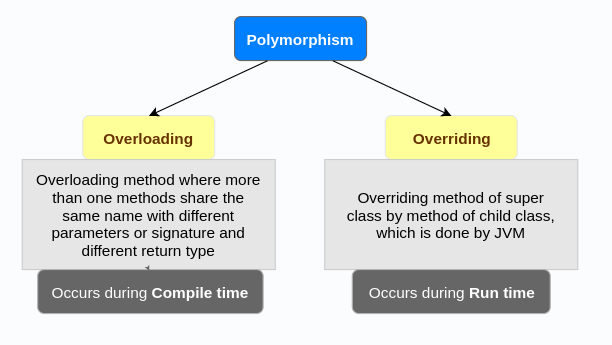 Polymorphism
Overloading
Overloading method where more
than one methods share the
same name with different
parameters or signature and
different return type
Occurs during Compile time
Overriding
Overriding method of super
class by method of child class,
which is done by JVM
Occurs during Run time